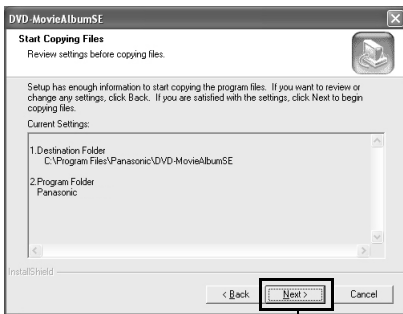 DVD-MovieAlbumSE
Start Copying Files
Review settings before copying files.
Setup has enough information to start copying the program files. If you want to review or
change any settings, click Back. If you are satisfied with the settings, click Next to begin
copying files.
Current Settings:
1.Destination Folder
C:\Program Files\Panasonic\DVD-MovieAlbumSE
2.Program Folder
Panasonic
InstallShield
< Back Next > Cancel